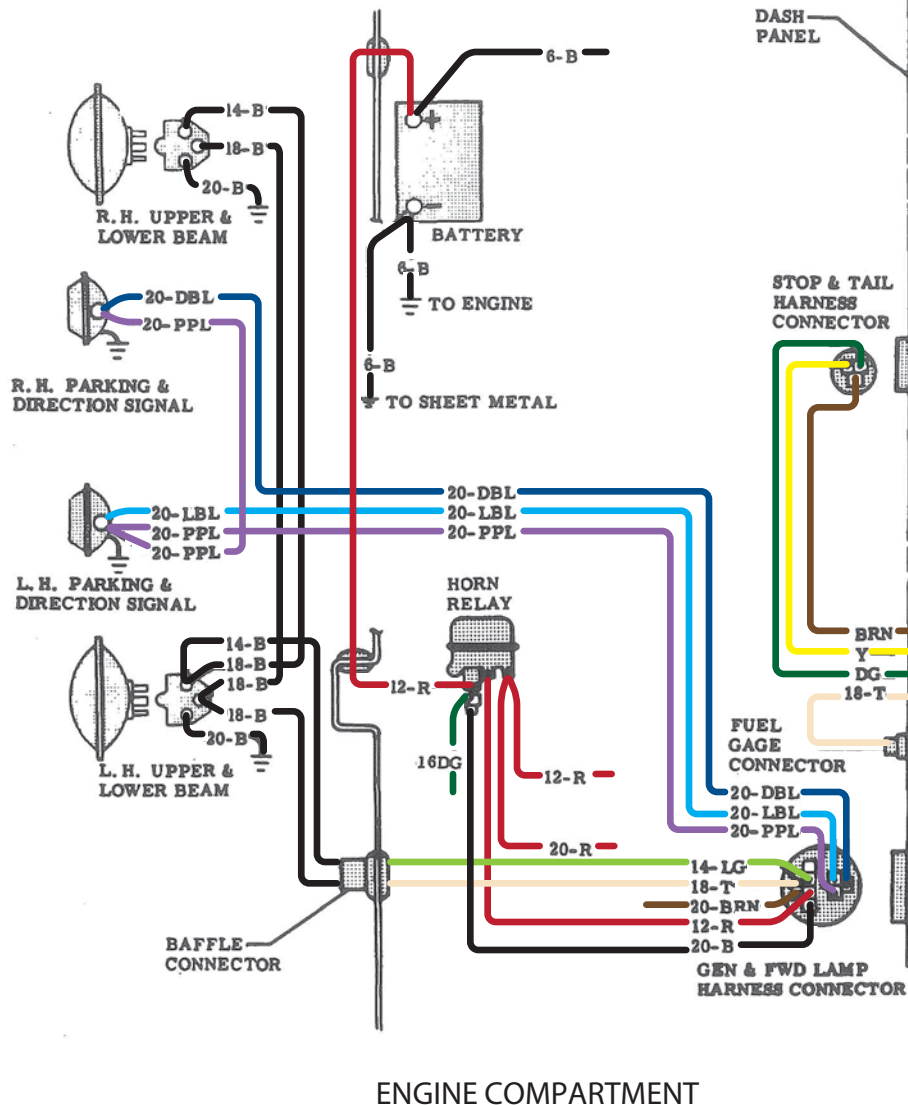 DASH
PANEL
6-B
14-B
18-B
20-B
R. H. UPPER &
LOWER BEAM
+
-
BATTERY
6-B
TO ENGINE
6-B
TO SHEET METAL
20-DBL
20-PPL
R. H. PARKING &
DIRECTION SIGNAL
STOP & TAIL
HARNESS
CONNECTOR
20-DBL
20-LBL
20-PPL
20-LBL
20-PPL
20-PPL
L. H. PARKING &
DIRECTION SIGNAL
HORN
RELAY
14-B
18-B
18-B
18-B
20-B
L. H. UPPER &
LOWER BEAM
12-R
16DG
12-R
20-R
BRN
Y
DG
18-T
FUEL
GAGE
CONNECTOR
20-DBL
20-LBL
20-PPL
14-LG
18-T
20-BRN
12-R
20-B
BAFFLE
CONNECTOR
GEN & FWD LAMP
HARNESS CONNECTOR
ENGINE COMPARTMENT